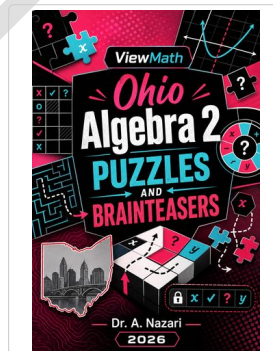 ViewMath
Ohio
Algebra 2
PUZZLES
AND
BRAINTEASERS
Dr. A. Nazari
2026